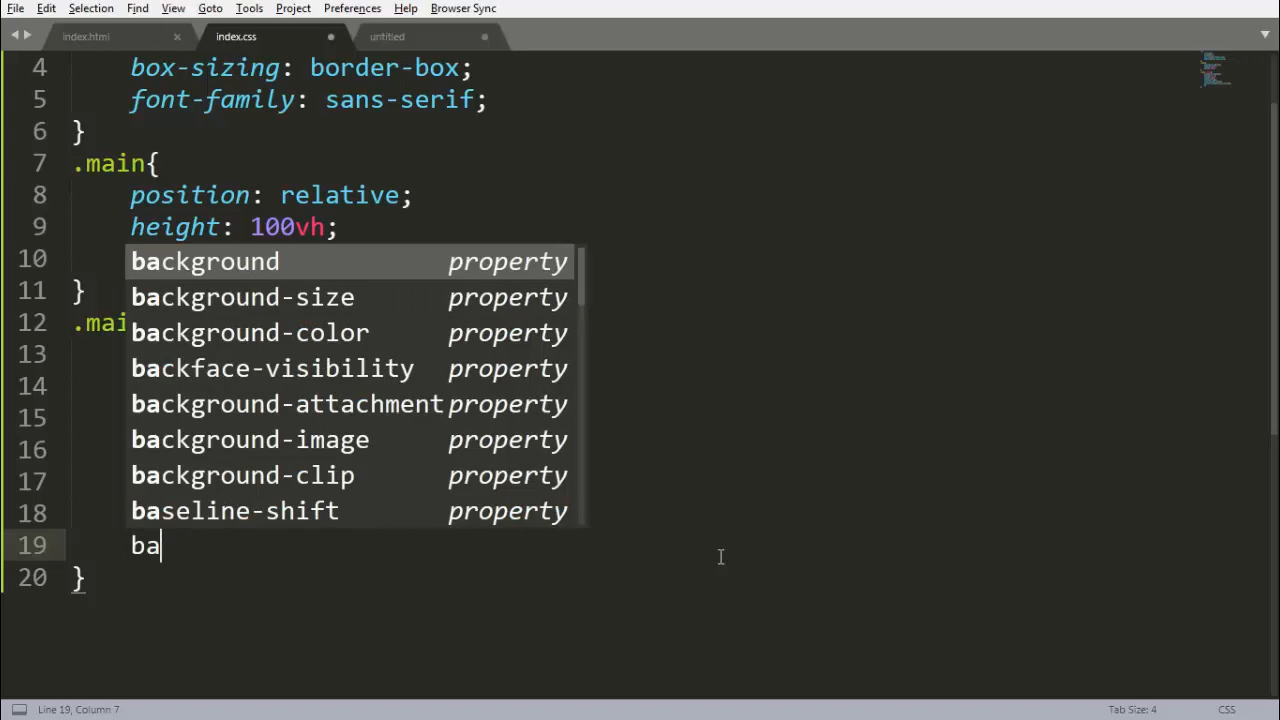 File Edit Selection Find View Goto Tools Project Preferences Help Browser Sync
index.html index.css untitled
4 box-sizing: border-box;
5 font-family: sans-serif;
6 }
7 .main{
8 position: relative;
9 height: 100vh;
10 background property
11 } background-size property
12 .mai background-color property
13 backface-visibility property
14 background-attachment property
15
16 background-image property
17 background-clip property
18 baseline-shift property
19 ba
20 }
Line 19, Column 7 Tab Size: 4 CSS